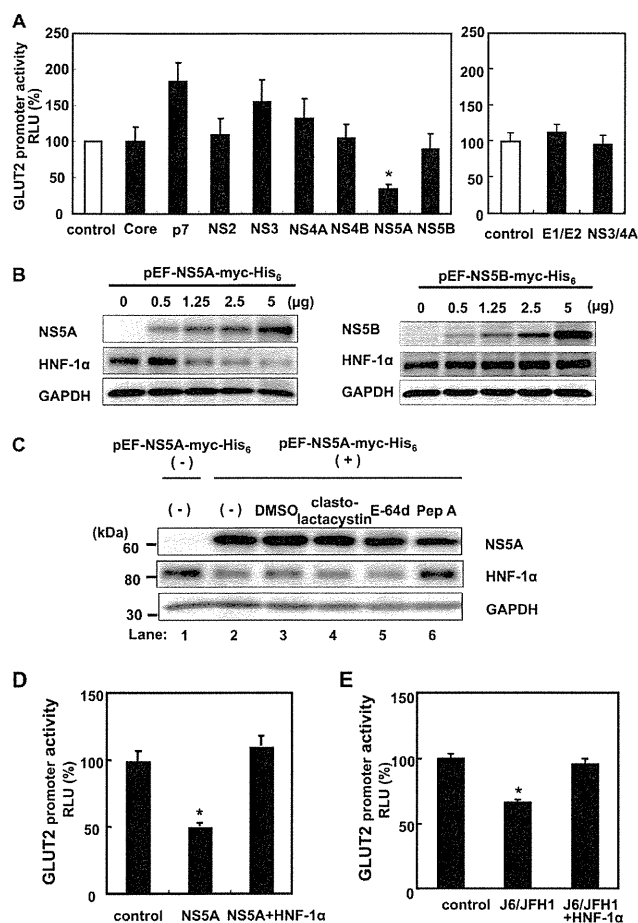 A
GLUT2 promoter activity
RLU (%)
250
200
150
100
50
0
*
control Core p7 NS2 NS3 NS4A NS4B NS5A NS5B
250
200
150
100
50
0
control E1/E2 NS3/4A
B
pEF-NS5A-myc-His6
0 0.5 1.25 2.5 5 (μg)
NS5A
HNF-1α
GAPDH
pEF-NS5B-myc-His6
0 0.5 1.25 2.5 5 (μg)
NS5B
HNF-1α
GAPDH
C
pEF-NS5A-myc-His6
(-)
pEF-NS5A-myc-His6
(+)
(-) (-) DMSO clasto-lactacystin E-64d Pep A
(kDa)
60 NS5A
80 HNF-1α
30 GAPDH
Lane: 1 2 3 4 5 6
D
GLUT2 promoter activity
RLU (%)
150
100
50
0
*
control NS5A NS5A+HNF-1α
E
GLUT2 promoter activity
RLU (%)
150
100
50
0
*
control J6/JFH1 J6/JFH1
+HNF-1α